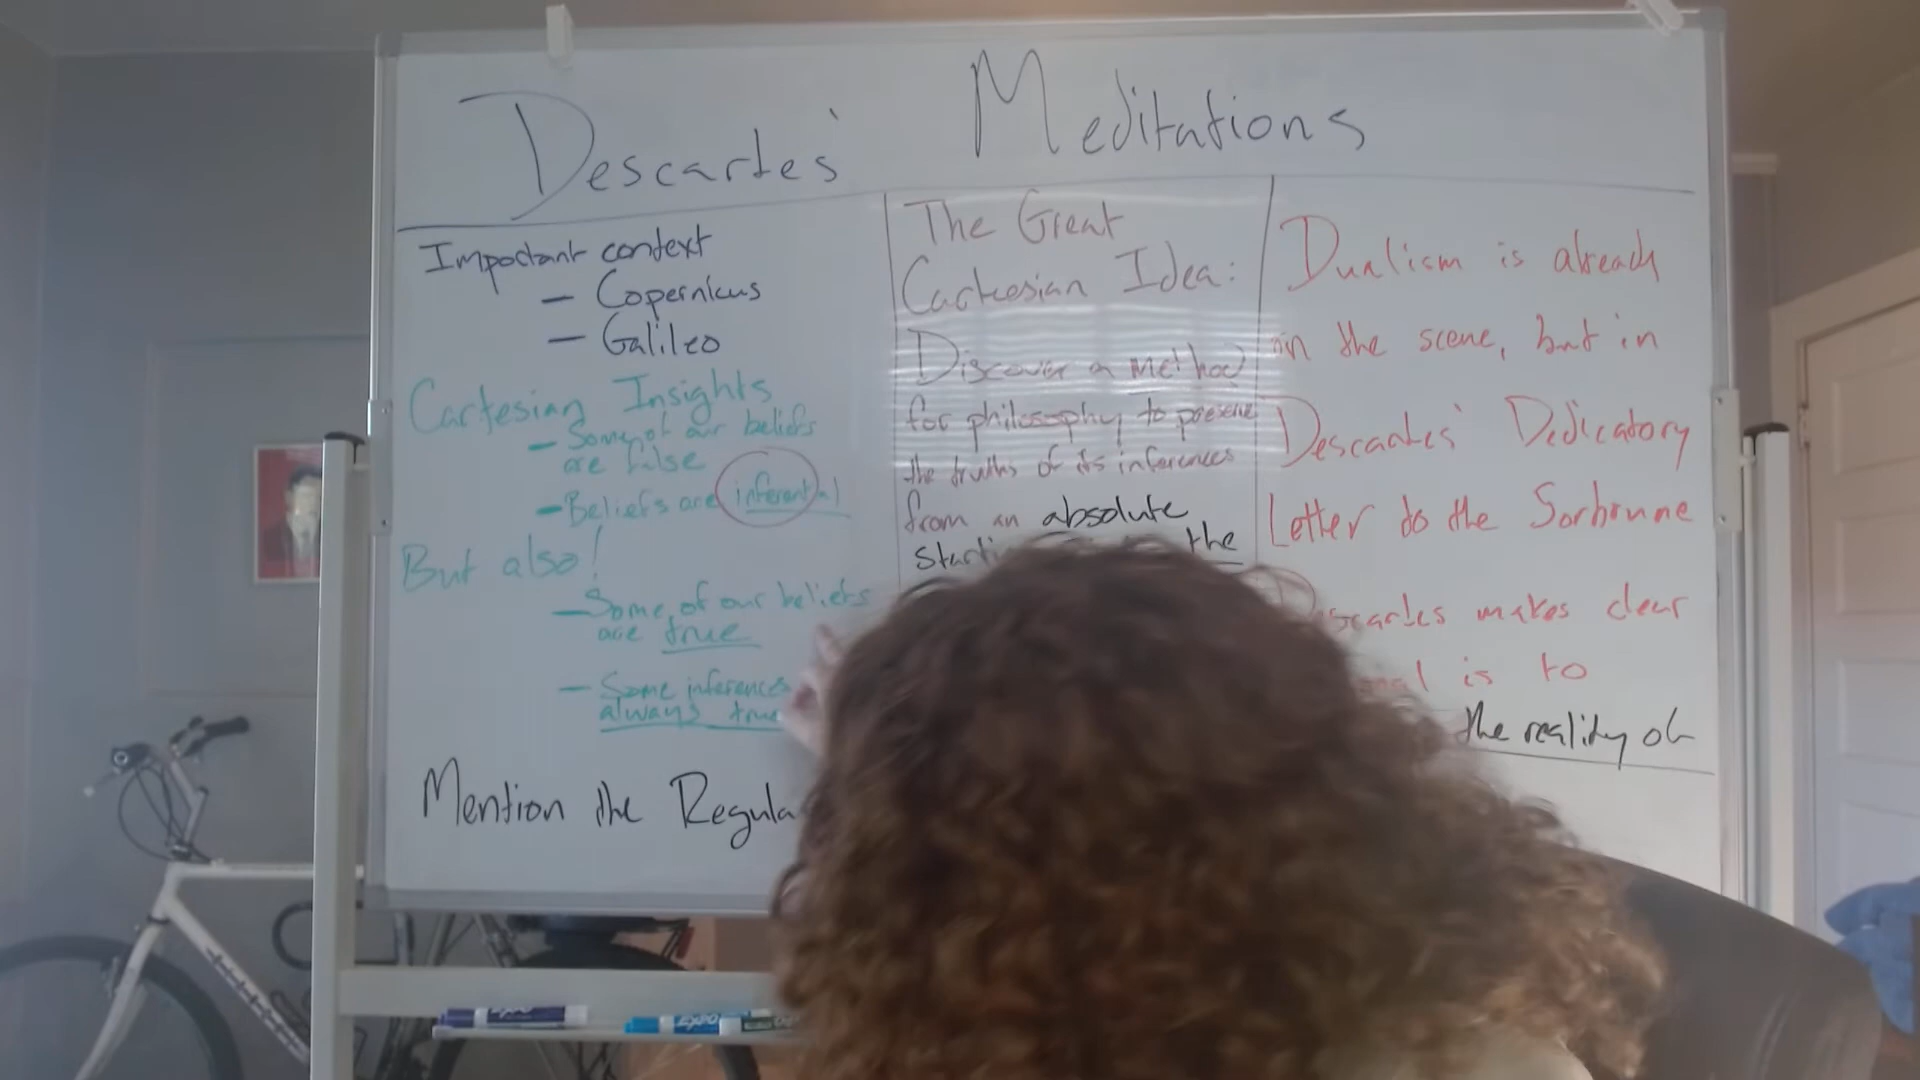 Descartes' Meditations
Important context
— Copernicus
— Galileo
Cartesian Insights
— Some of our beliefs
are false
— Beliefs are inferential
But also!
— Some of our beliefs
are true
— Some inferences
always true
Mention the Regula
The Great
Cartesian Idea:
Discover a method
for philosophy to preserve
the truths of its inferences
from an absolute
the
Dualism is already
in the scene, but in
Descartes' Dedicatory
Letter to the Sorbonne
Descartes makes clear
is to
the reality of
EXPO